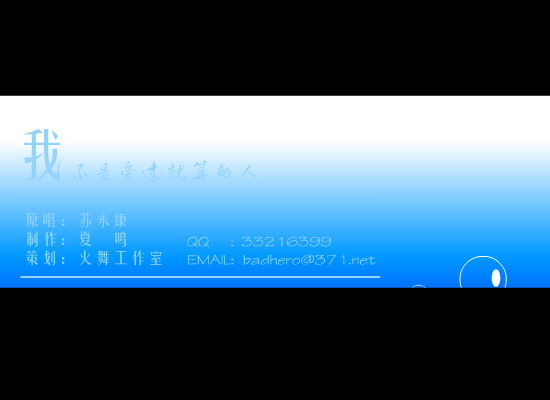 我不是爱过就算的人
原唱：苏永康
制作：夏 鸣 QQ :33216399
策划：火舞工作室 EMAIL: badhero@371.net